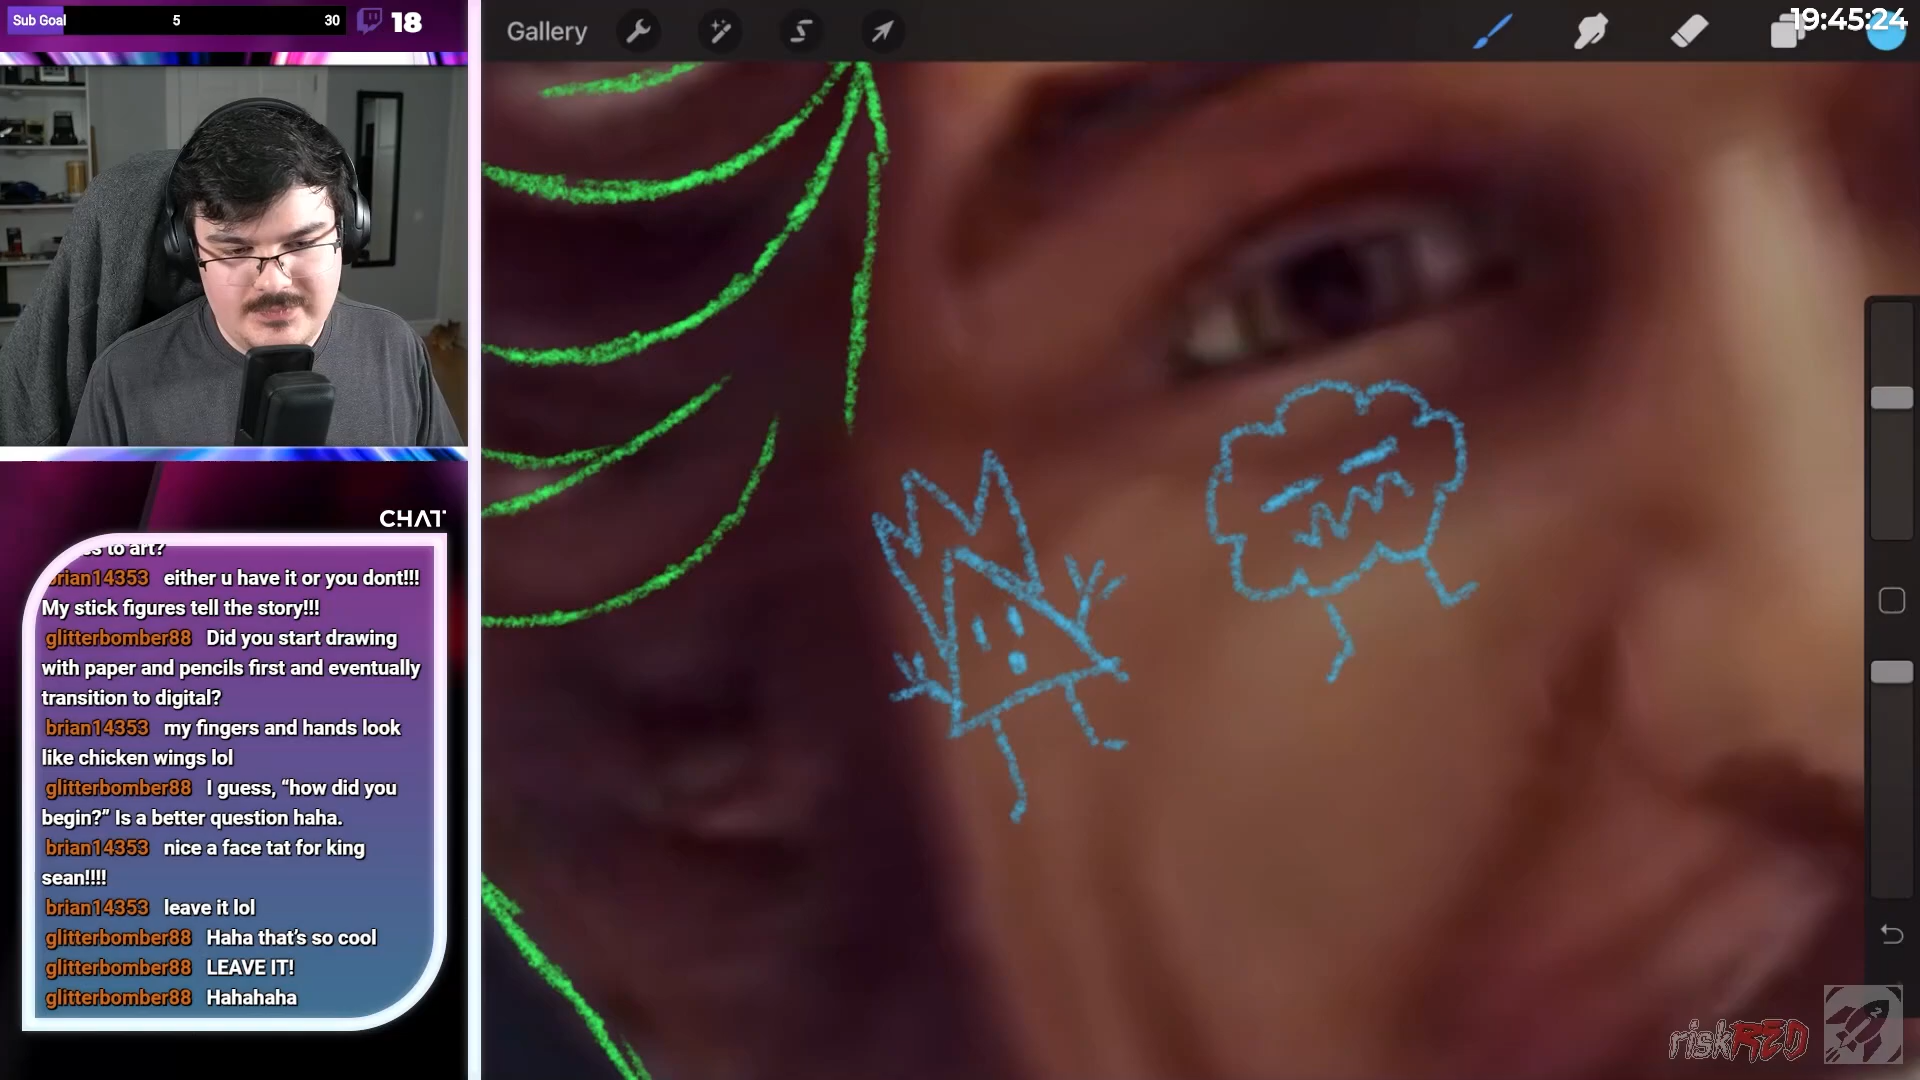 Sub Goal 5 30 18
Gallery
19:45:24
CHAT
to art?
brian14353 either u have it or you dont!!!
My stick figures tell the story!!!
glitterbomber88 Did you start drawing
with paper and pencils first and eventually
transition to digital?
brian14353 my fingers and hands look
like chicken wings lol
glitterbomber88 I guess, “how did you
begin?” Is a better question haha.
brian14353 nice a face tat for king
sean!!!!
brian14353 leave it lol
glitterbomber88 Haha that’s so cool
glitterbomber88 LEAVE IT!
glitterbomber88 Hahahaha
riskRED